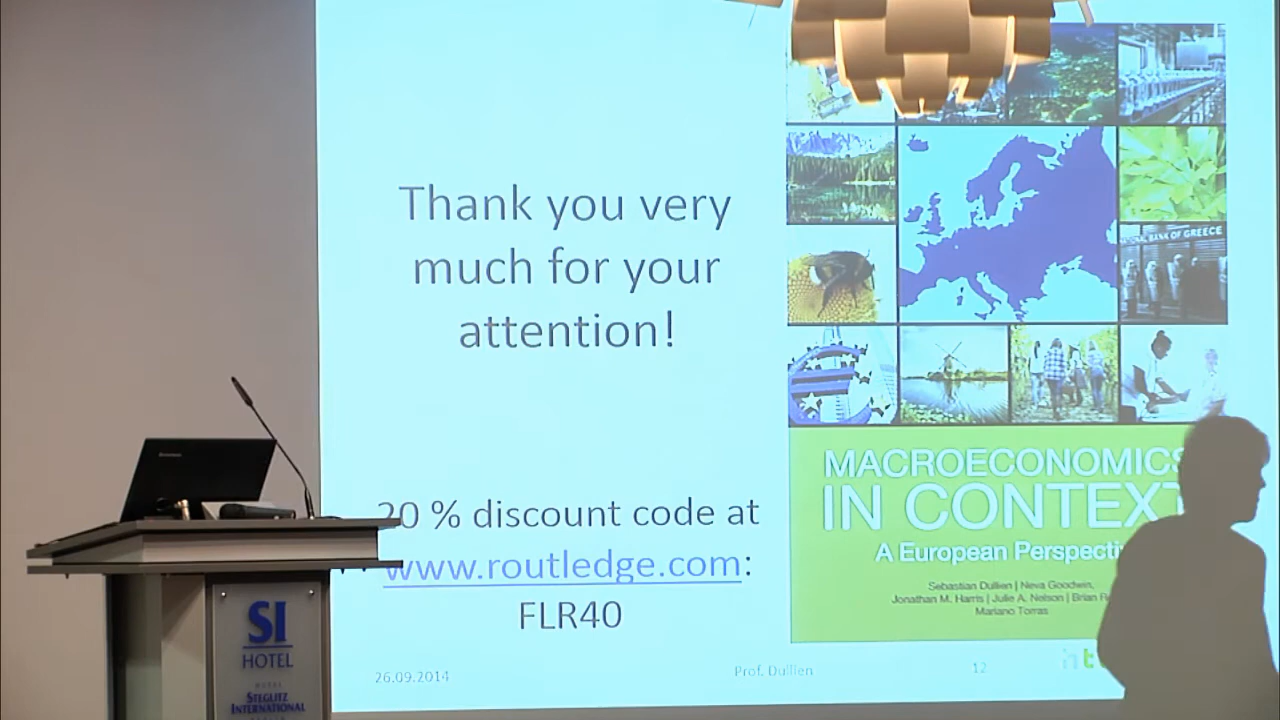 Thank you very
much for your
attention!
20 % discount code at
www.routledge.com:
FLR40
26.09.2014
Prof. Dullien
12
BANK OF GREECE
MACROECONOMICS
IN CONTEXT
A European
Sebastian Dullien | Neva Goodwin,
Jonathan M. Harris | Julie A. Nelson | Brian
Mariano Torras
SI
HOTEL
STEGLITZ
INTERNATIONAL